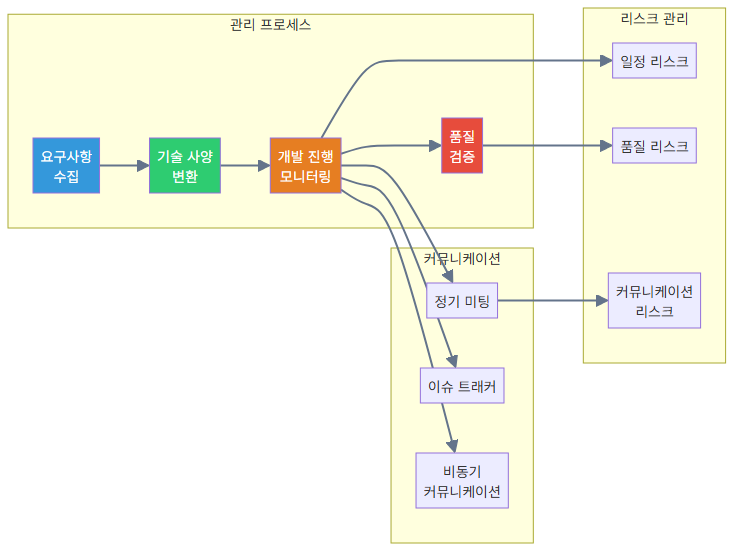 관리 프로세스
요구사항
수집
기술 사양
변환
개발 진행
모니터링
품질
검증
커뮤니케이션
정기 미팅
이슈 트래커
비동기
커뮤니케이션
리스크 관리
일정 리스크
품질 리스크
커뮤니케이션
리스크